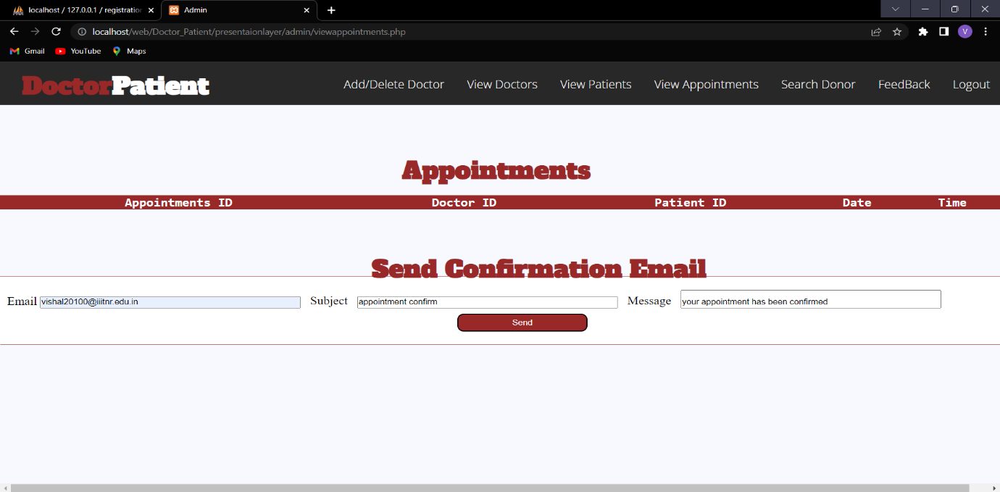 localhost / 127.0.0.1 / registratio
Admin
localhost/web/Doctor_Patient/presentaionlayer/admin/viewappointments.php
V
Gmail YouTube Maps
DoctorPatient
Add/Delete Doctor View Doctors View Patients View Appointments Search Donor FeedBack Logout
Appointments
Appointments ID Doctor ID Patient ID Date Time
Send Confirmation Email
Email vishal20100@iiitnr.edu.in Subject appointment confirm Message your appointment has been confirmed
Send